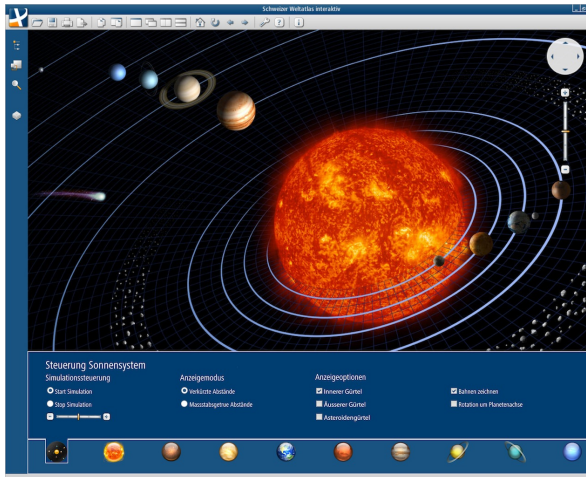 Schweizer Weltatlas interaktiv
Steuerung Sonnensystem
Simulationssteuerung
Start Simulation
Stop Simulation
Anzeigemodus
Verkürzte Abstände
Massstabsgetrue Abstände
Anzeigeoptionen
Innerer Gürtel
Äusserer Gürtel
Asteroidengürtel
Bahnen zeichnen
Rotation um Planetenachse